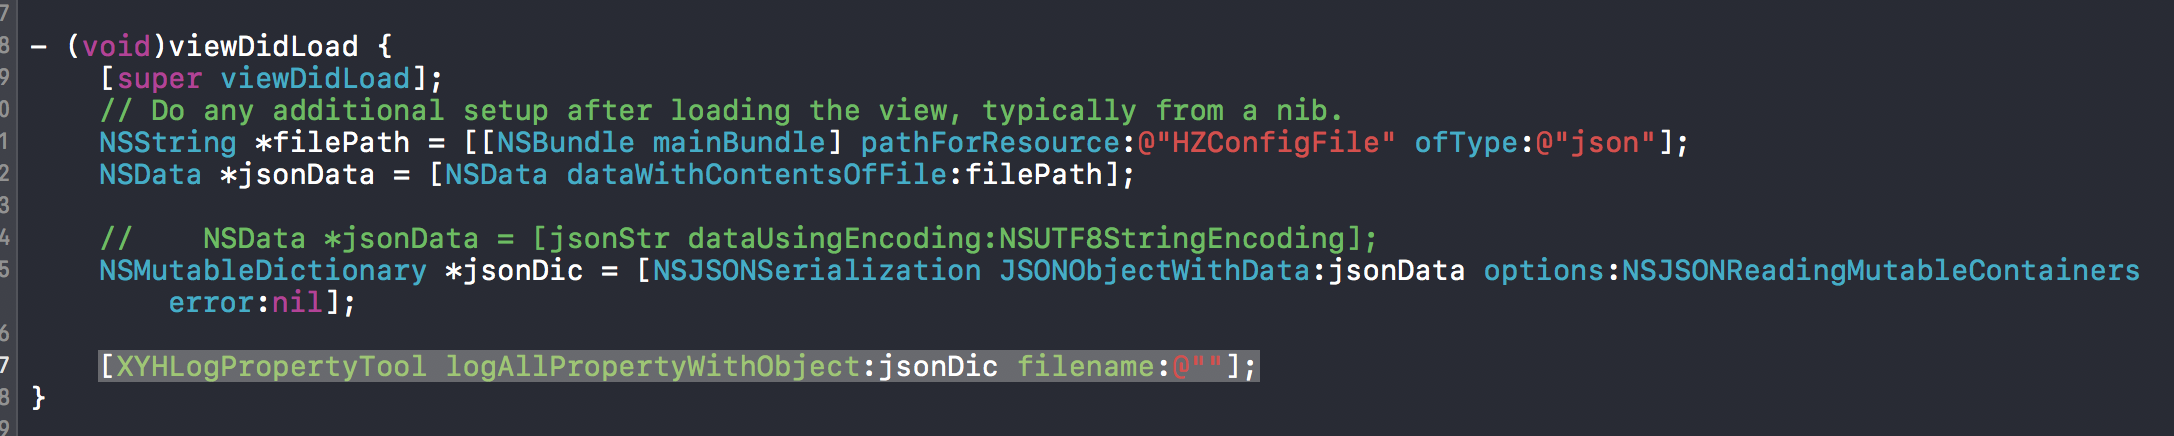 7
8 - (void)viewDidLoad {
9 [super viewDidLoad];
0 // Do any additional setup after loading the view, typically from a nib.
1 NSString *filePath = [[NSBundle mainBundle] pathForResource:@"HZConfigFile" ofType:@"json"];
2 NSData *jsonData = [NSData dataWithContentsOfFile:filePath];
3
4 //    NSData *jsonData = [jsonStr dataUsingEncoding:NSUTF8StringEncoding];
5 NSMutableDictionary *jsonDic = [NSJSONSerialization JSONObjectWithData:jsonData options:NSJSONReadingMutableContainers
error:nil];
6
7 [XYHLogPropertyTool logAllPropertyWithObject:jsonDic filename:@""];
8 }
9